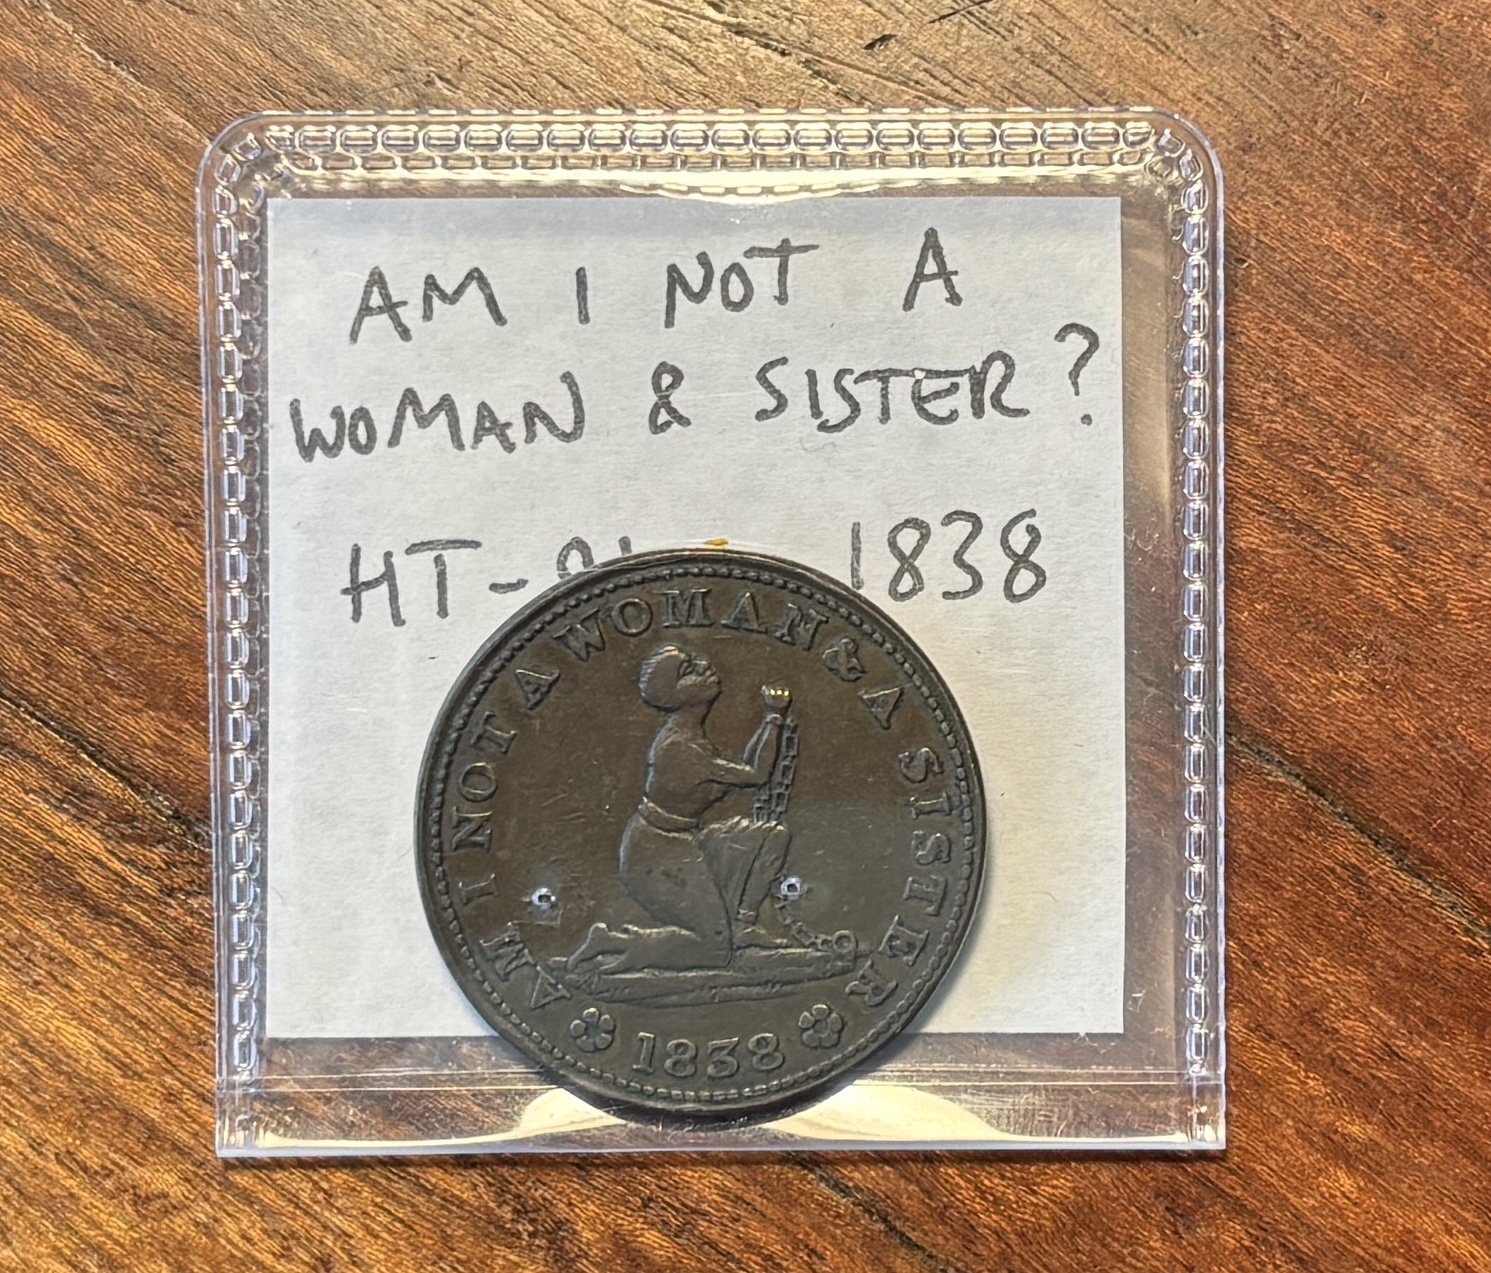 AM I NOT A
WOMAN & SISTER?
HT- 1838
AM I NOT A WOMAN & A SISTER
1838